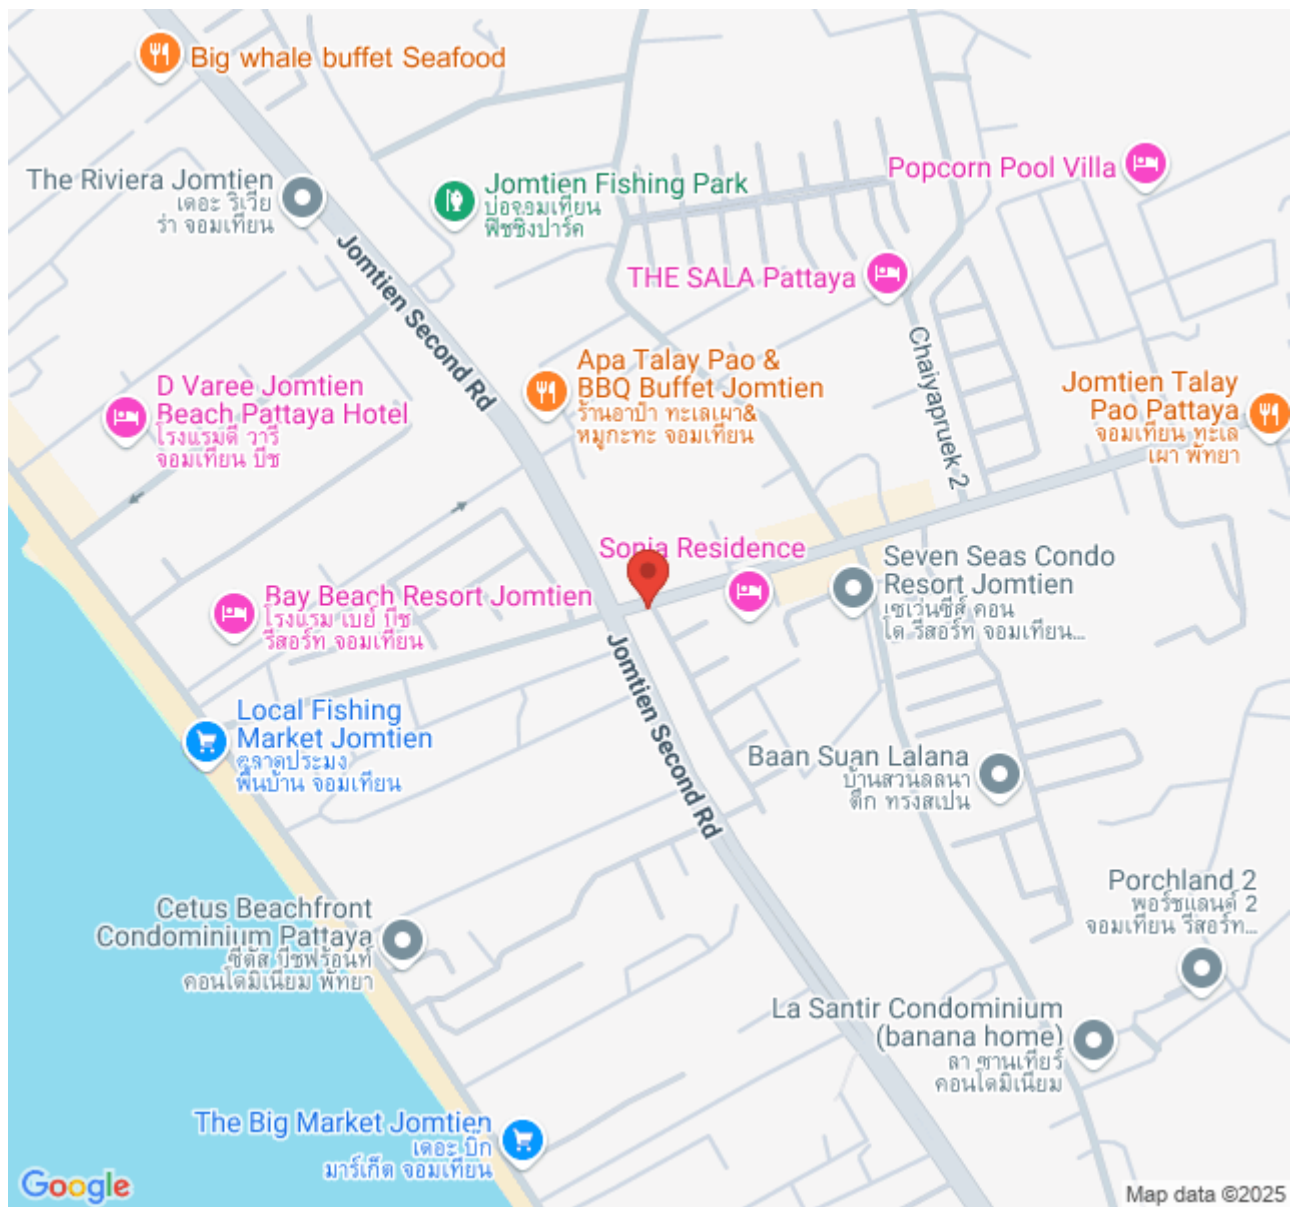 Big whale buffet Seafood
The Riviera Jomtien
เดอะ ริเวีย
ร่า จอมเทียน
Jomtien Fishing Park
บ่อจอมเทียน
ฟิชชิ่งปาร์ค
Popcorn Pool Villa
THE SALA Pattaya
Jomtien Second Rd
Chaiyapruek 2
Apa Talay Pao &
BBQ Buffet Jomtien
ร้านอาป๋า ทะเลเผา&
หมูกะทะ จอมเทียน
D Varee Jomtien
Beach Pattaya Hotel
โรงแรมดี วารี
จอมเทียน บีช
Jomtien Talay
Pao Pattaya
จอมเทียน ทะเล
เผา พัทยา
Sonja Residence
Seven Seas Condo
Resort Jomtien
เซเว่นซีส์ คอน
โด รีสอร์ท จอมเทียน...
Bay Beach Resort Jomtien
โรงแรม เบย์ บีช
รีสอร์ท จอมเทียน
Jomtien Second Rd
Local Fishing
Market Jomtien
ตลาดประมง
พื้นบ้าน จอมเทียน
Baan Suan Lalana
บ้านสวนลลนา
ตึก ทรงสเปน
Porchland 2
พอร์ชแลนด์ 2
จอมเทียน รีสอร์ท...
Cetus Beachfront
Condominium Pattaya
ซีตัส บีชฟร้อนท์
คอนโดมิเนียม พัทยา
La Santir Condominium
(banana home)
ลา ซานเทียร์
คอนโดมิเนียม
The Big Market Jomtien
เดอะ บิ๊ก
มาร์เก็ต จอมเทียน
Google
Map data ©2025